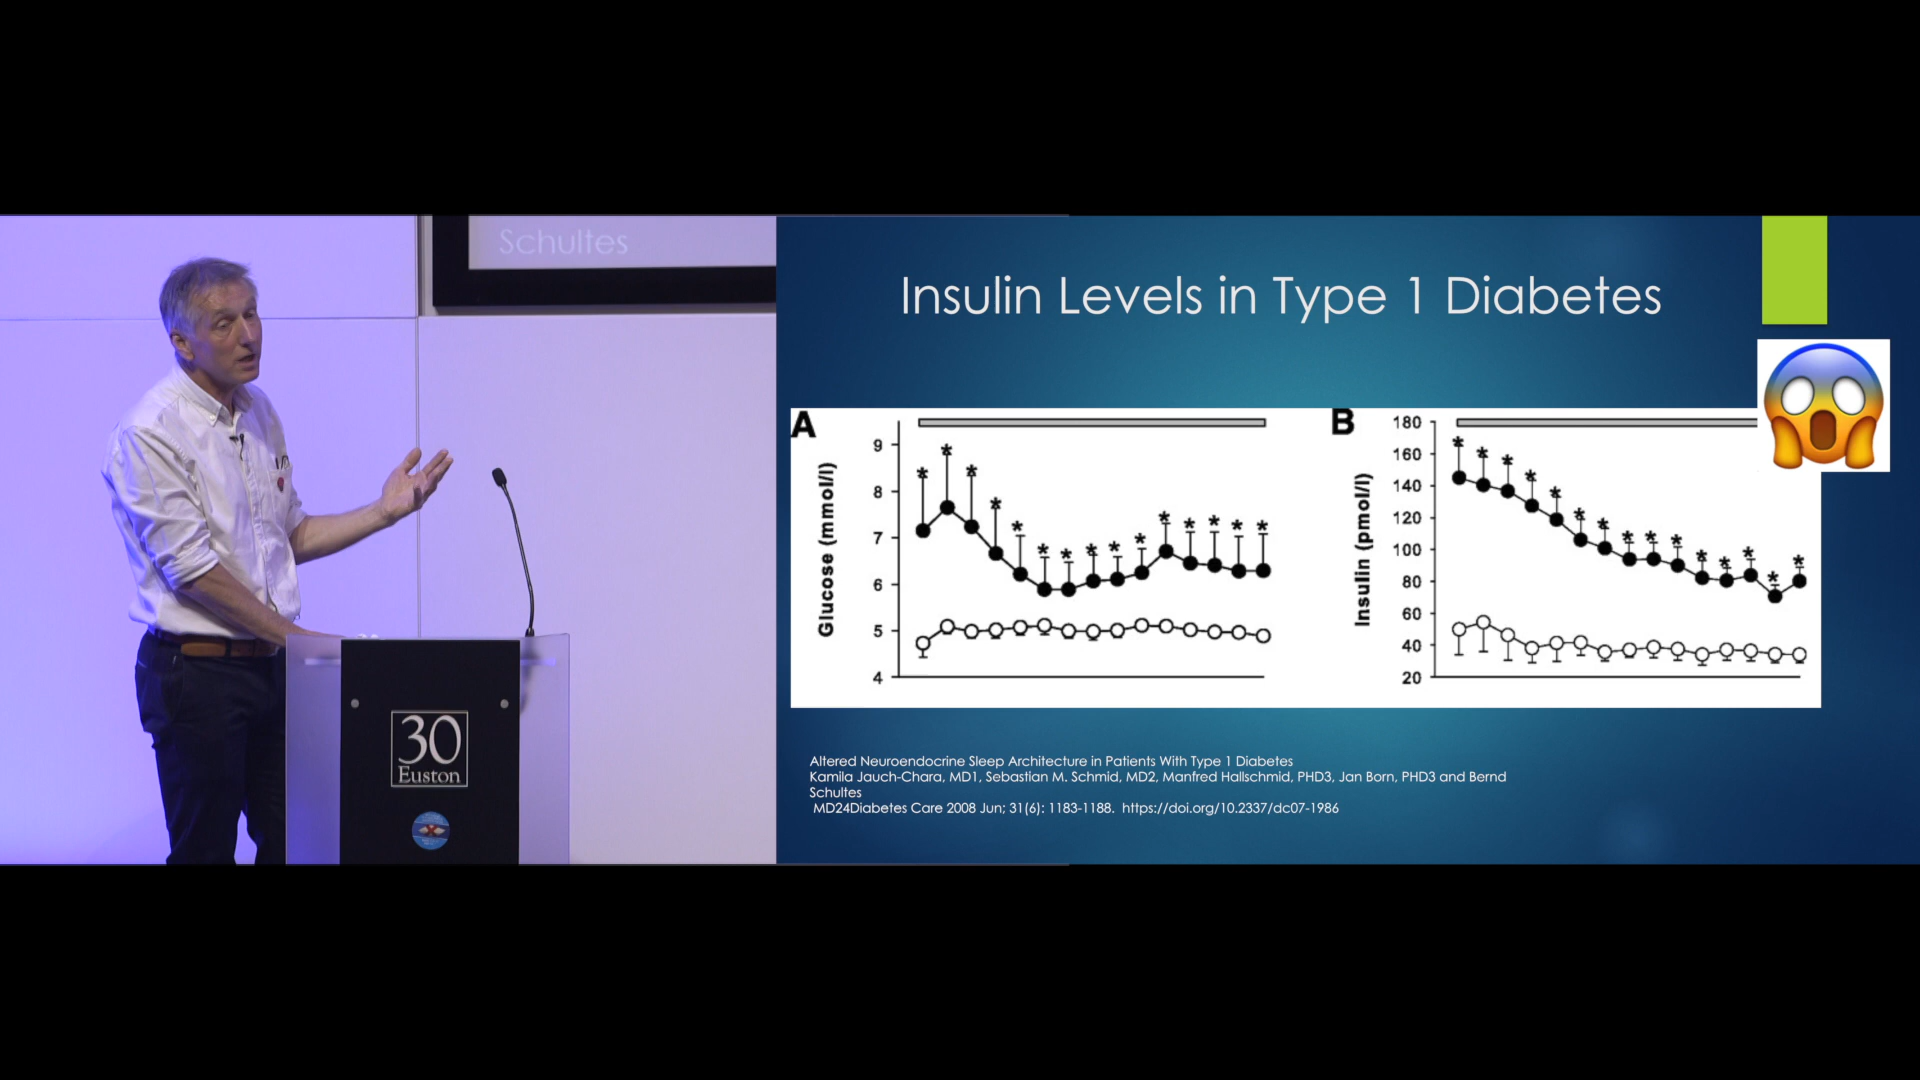 Schultes
30
Euston
Insulin Levels in Type 1 Diabetes
A
Glucose (mmol/l)
9
8
7
6
5
4
B
Insulin (pmol/l)
180
160
140
120
100
80
60
40
20
Altered Neuroendocrine Sleep Architecture in Patients With Type 1 Diabetes
Kamila Jauch-Chara, MD1, Sebastian M. Schmid, MD2, Manfred Hallschmid, PHD3, Jan Born, PHD3 and Bernd
Schultes
MD24Diabetes Care 2008 Jun; 31(6): 1183-1188. https://doi.org/10.2337/dc07-1986